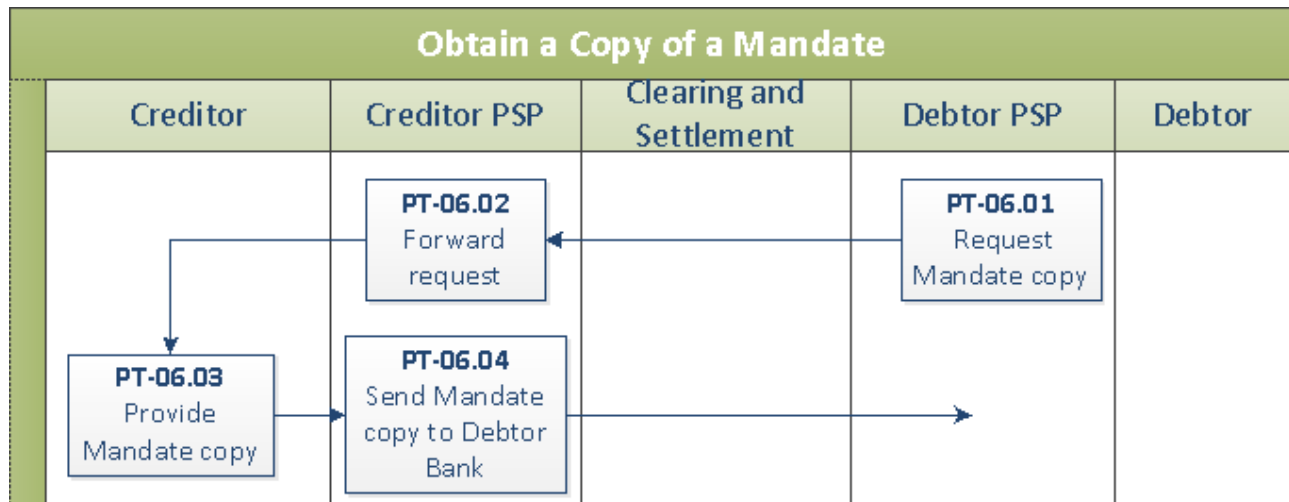 Obtain a Copy of a Mandate
Creditor
Creditor PSP
Clearing and
Settlement
Debtor PSP
Debtor
PT-06.02
Forward
request
PT-06.01
Request
Mandate copy
PT-06.03
Provide
Mandate copy
PT-06.04
Send Mandate
copy to Debtor
Bank